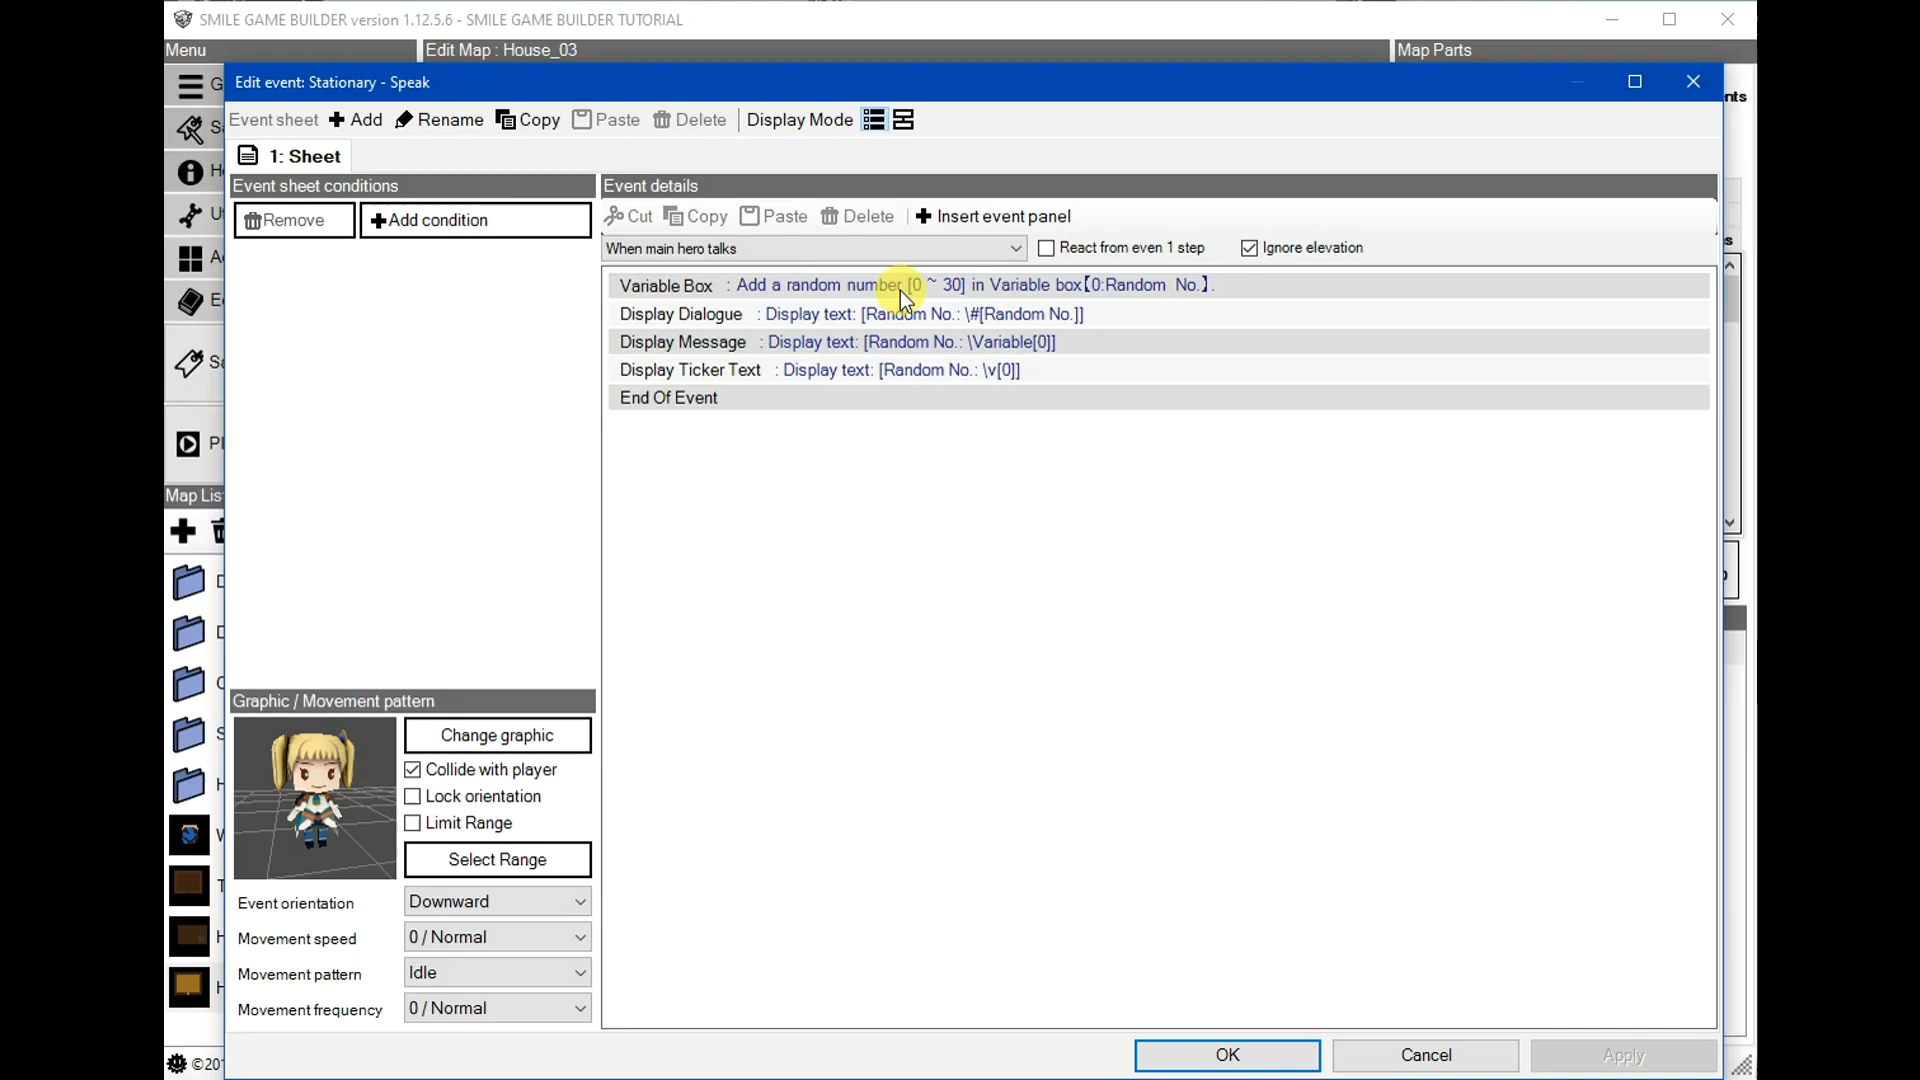 SMILE GAME BUILDER version 1.12.5.6 - SMILE GAME BUILDER TUTORIAL
Menu
Edit Map : House_03
Map Parts
Edit event: Stationary - Speak
Event sheet
Add
Rename
Copy
Paste
Delete
Display Mode
1: Sheet
Event sheet conditions
Remove
Add condition
Event details
Cut
Copy
Paste
Delete
Insert event panel
When main hero talks
React from even 1 step
Ignore elevation
Variable Box : Add a random number [0 ~ 30] in Variable box【0:Random No.】.
Display Dialogue : Display text: [Random No.: \#[Random No.]]
Display Message : Display text: [Random No.: \Variable[0]]
Display Ticker Text : Display text: [Random No.: \v[0]]
End Of Event
Map Lis
Graphic / Movement pattern
Change graphic
Collide with player
Lock orientation
Limit Range
Select Range
Event orientation
Downward
Movement speed
0 / Normal
Movement pattern
Idle
Movement frequency
0 / Normal
OK
Cancel
Apply
©20